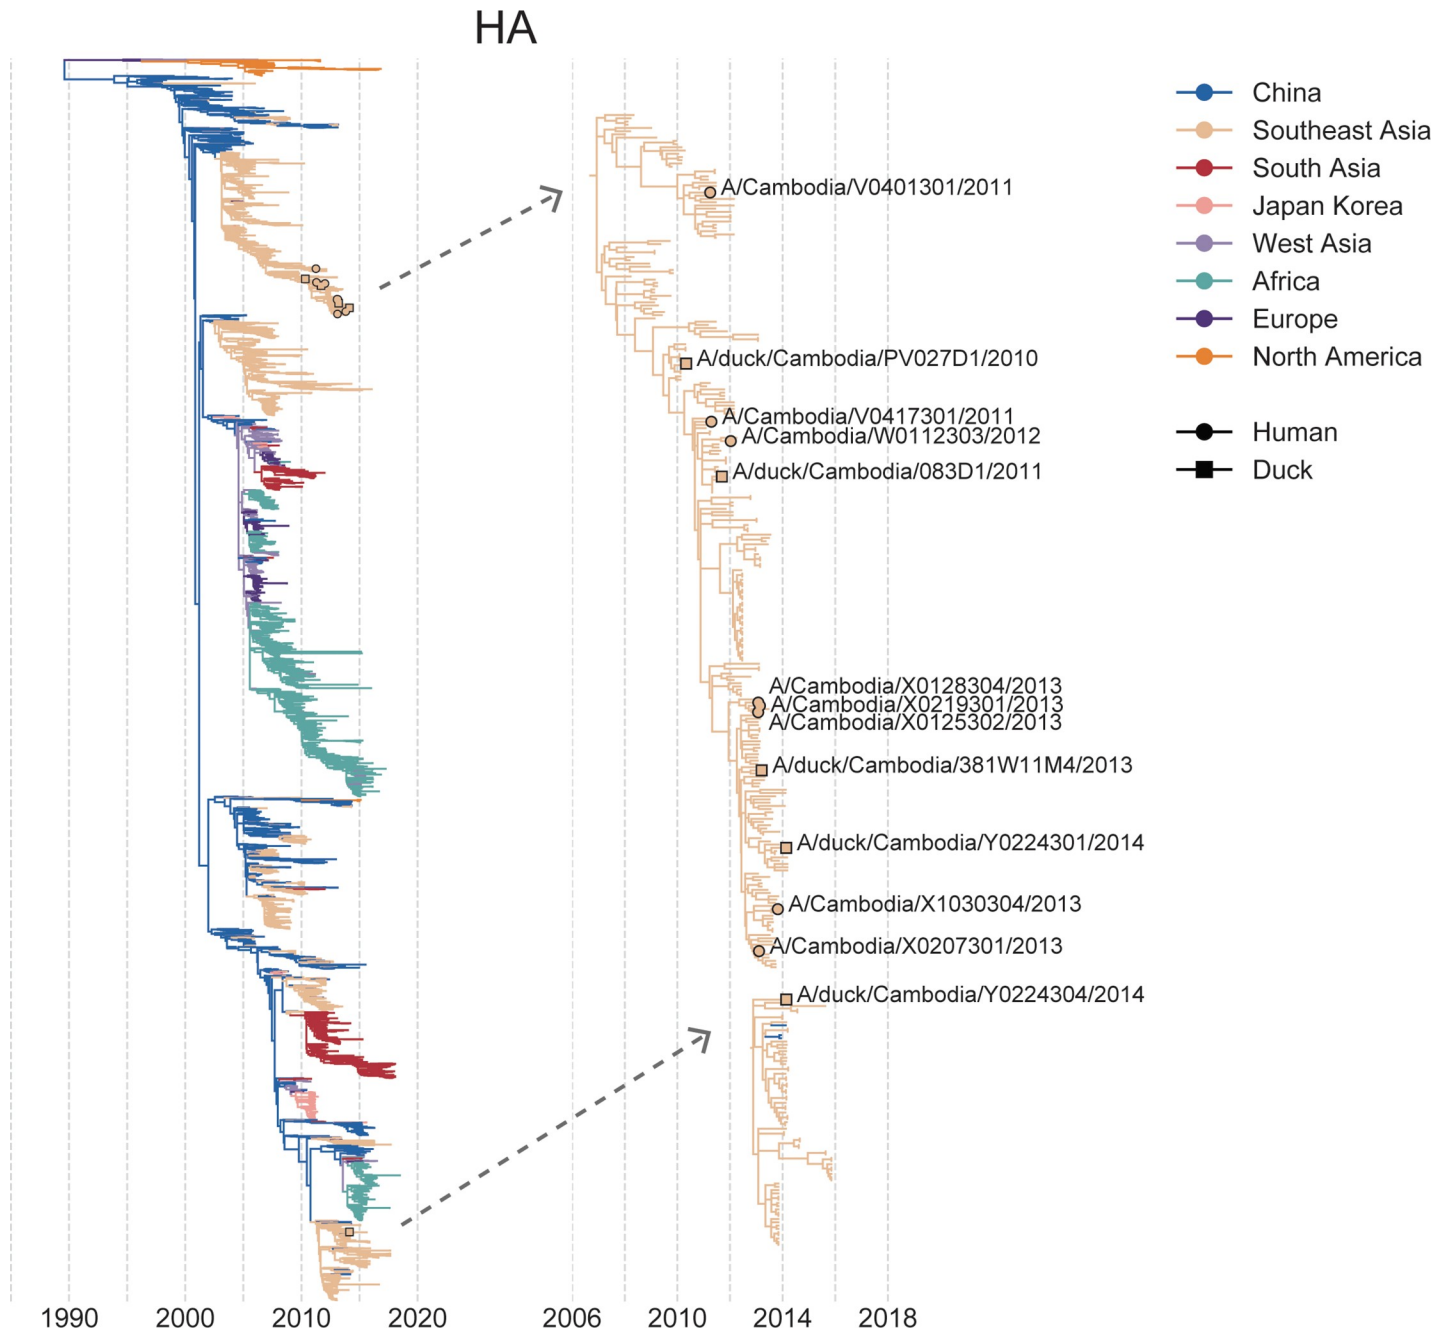 HA
China
Southeast Asia
South Asia
Japan Korea
West Asia
Africa
Europe
North America
Human
Duck
A/Cambodia/V0401301/2011
A/duck/Cambodia/PV027D1/2010
A/Cambodia/V0417301/2011
A/Cambodia/W0112303/2012
A/duck/Cambodia/083D1/2011
A/Cambodia/X0128304/2013
A/Cambodia/X0219301/2013
A/Cambodia/X0125302/2013
A/duck/Cambodia/381W11M4/2013
A/duck/Cambodia/Y0224301/2014
A/Cambodia/X1030304/2013
A/Cambodia/X0207301/2013
A/duck/Cambodia/Y0224304/2014
1990 2000 2010 2020 2006 2010 2014 2018